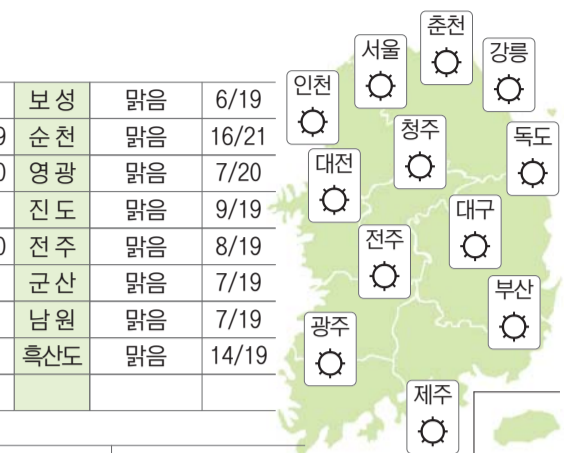 보성 맑음 6/19
9 순천 맑음 16/21
0 영광 맑음 7/20
진도 맑음 9/19
0 전주 맑음 8/19
군산 맑음 7/19
남원 맑음 7/19
흑산도 맑음 14/19
춘천
서울
강릉
인천
청주
독도
대전
대구
전주
부산
광주
제주